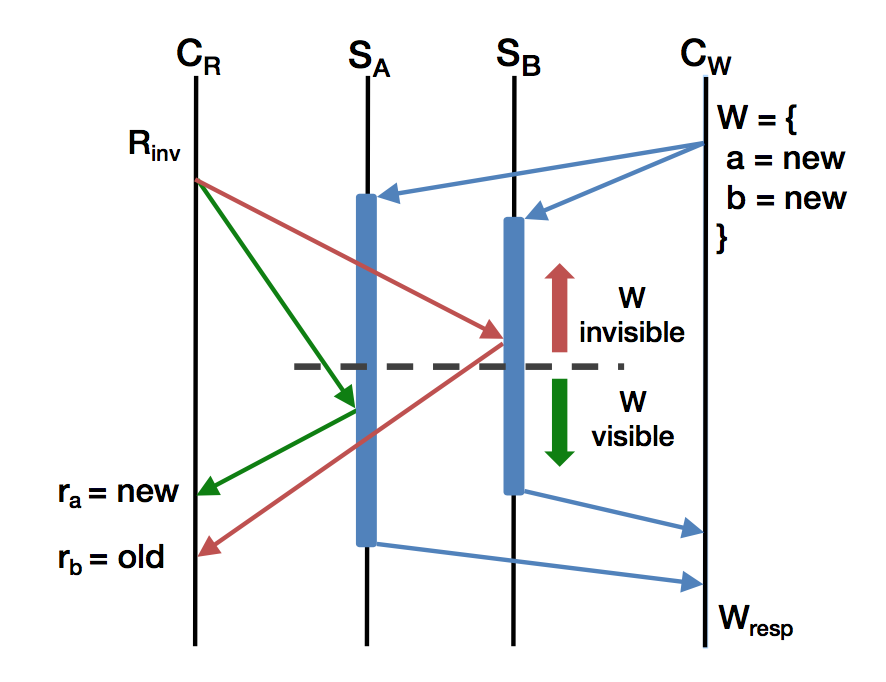 C_R S_A S_B C_W
R_inv
W = {
a = new
b = new
}
W
invisible
W
visible
r_a = new
r_b = old
W_resp